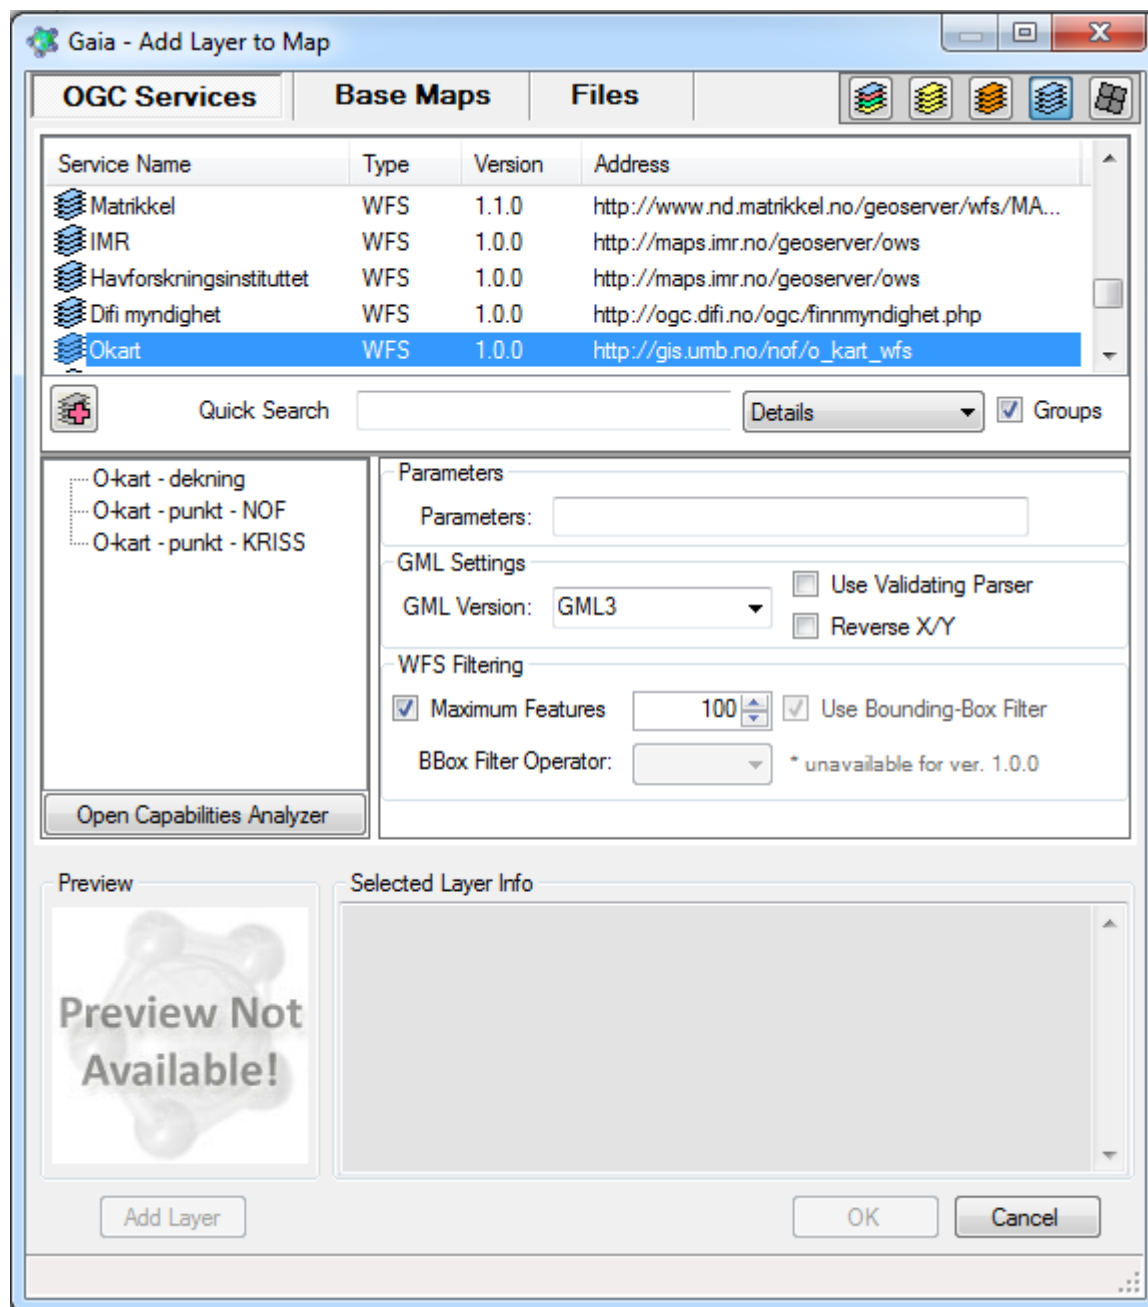 Gaia - Add Layer to Map
OGC Services Base Maps Files
Service Name Type Version Address
Matrikkel WFS 1.1.0 http://www.nd.matrikkel.no/geoserver/wfs/MA...
IMR WFS 1.0.0 http://maps.imr.no/geoserver/ows
Havforskningsinstituttet WFS 1.0.0 http://maps.imr.no/geoserver/ows
Difi myndighet WFS 1.0.0 http://ogc.difi.no/ogc/finnmyndighet.php
Okart WFS 1.0.0 http://gis.umb.no/nof/o_kart_wfs
Quick Search Details Groups
O-kart - dekning
O-kart - punkt - NOF
O-kart - punkt - KRISS
Open Capabilities Analyzer
Parameters
Parameters:
GML Settings
GML Version: GML3 Use Validating Parser
Reverse X/Y
WFS Filtering
Maximum Features 100 Use Bounding-Box Filter
BBox Filter Operator: * unavailable for ver. 1.0.0
Preview Selected Layer Info
Preview Not
Available!
Add Layer OK Cancel